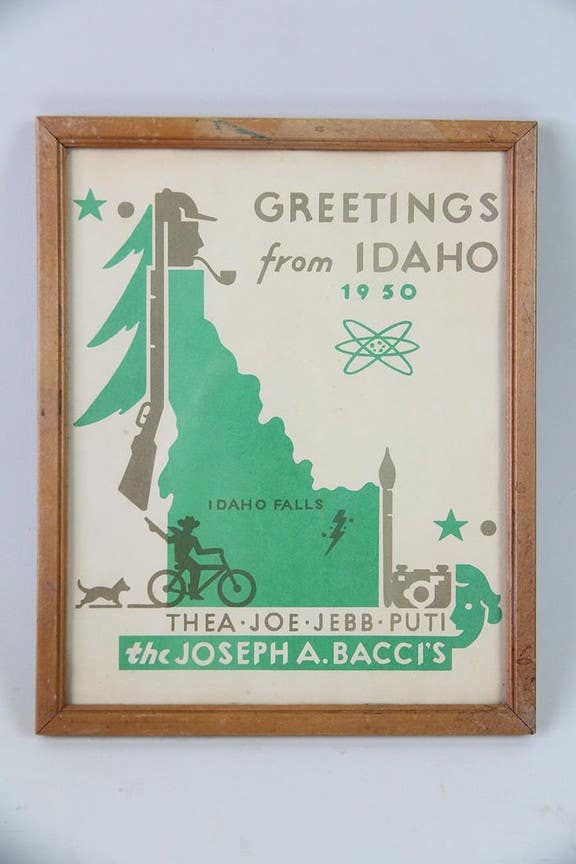 GREETINGS
from IDAHO
1950
IDAHO FALLS
THEA·JOE·JEBB·PUTI
the JOSEPH A. BACCI'S